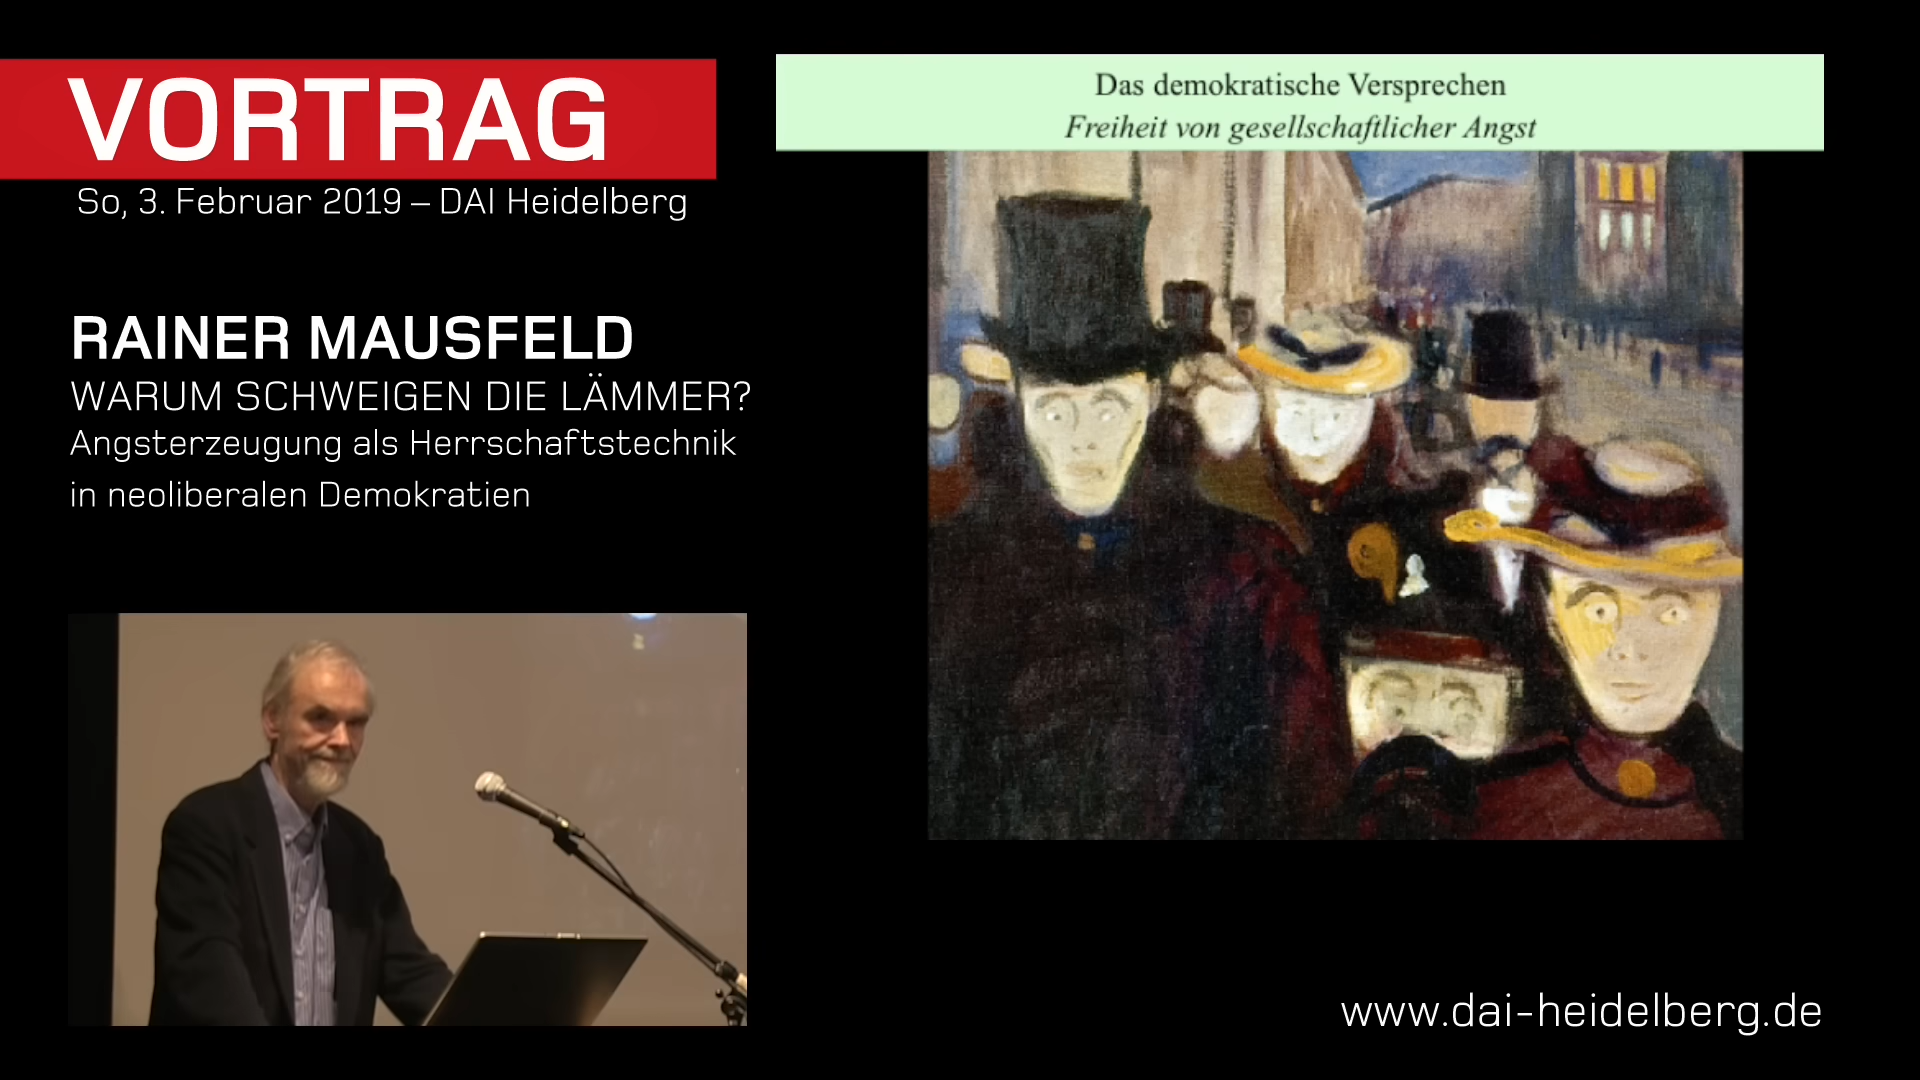 VORTRAG
So, 3. Februar 2019 – DAI Heidelberg
RAINER MAUSFELD
WARUM SCHWEIGEN DIE LÄMMER?
Angsterzeugung als Herrschaftstechnik
in neoliberalen Demokratien
Das demokratische Versprechen
Freiheit von gesellschaftlicher Angst
www.dai-heidelberg.de